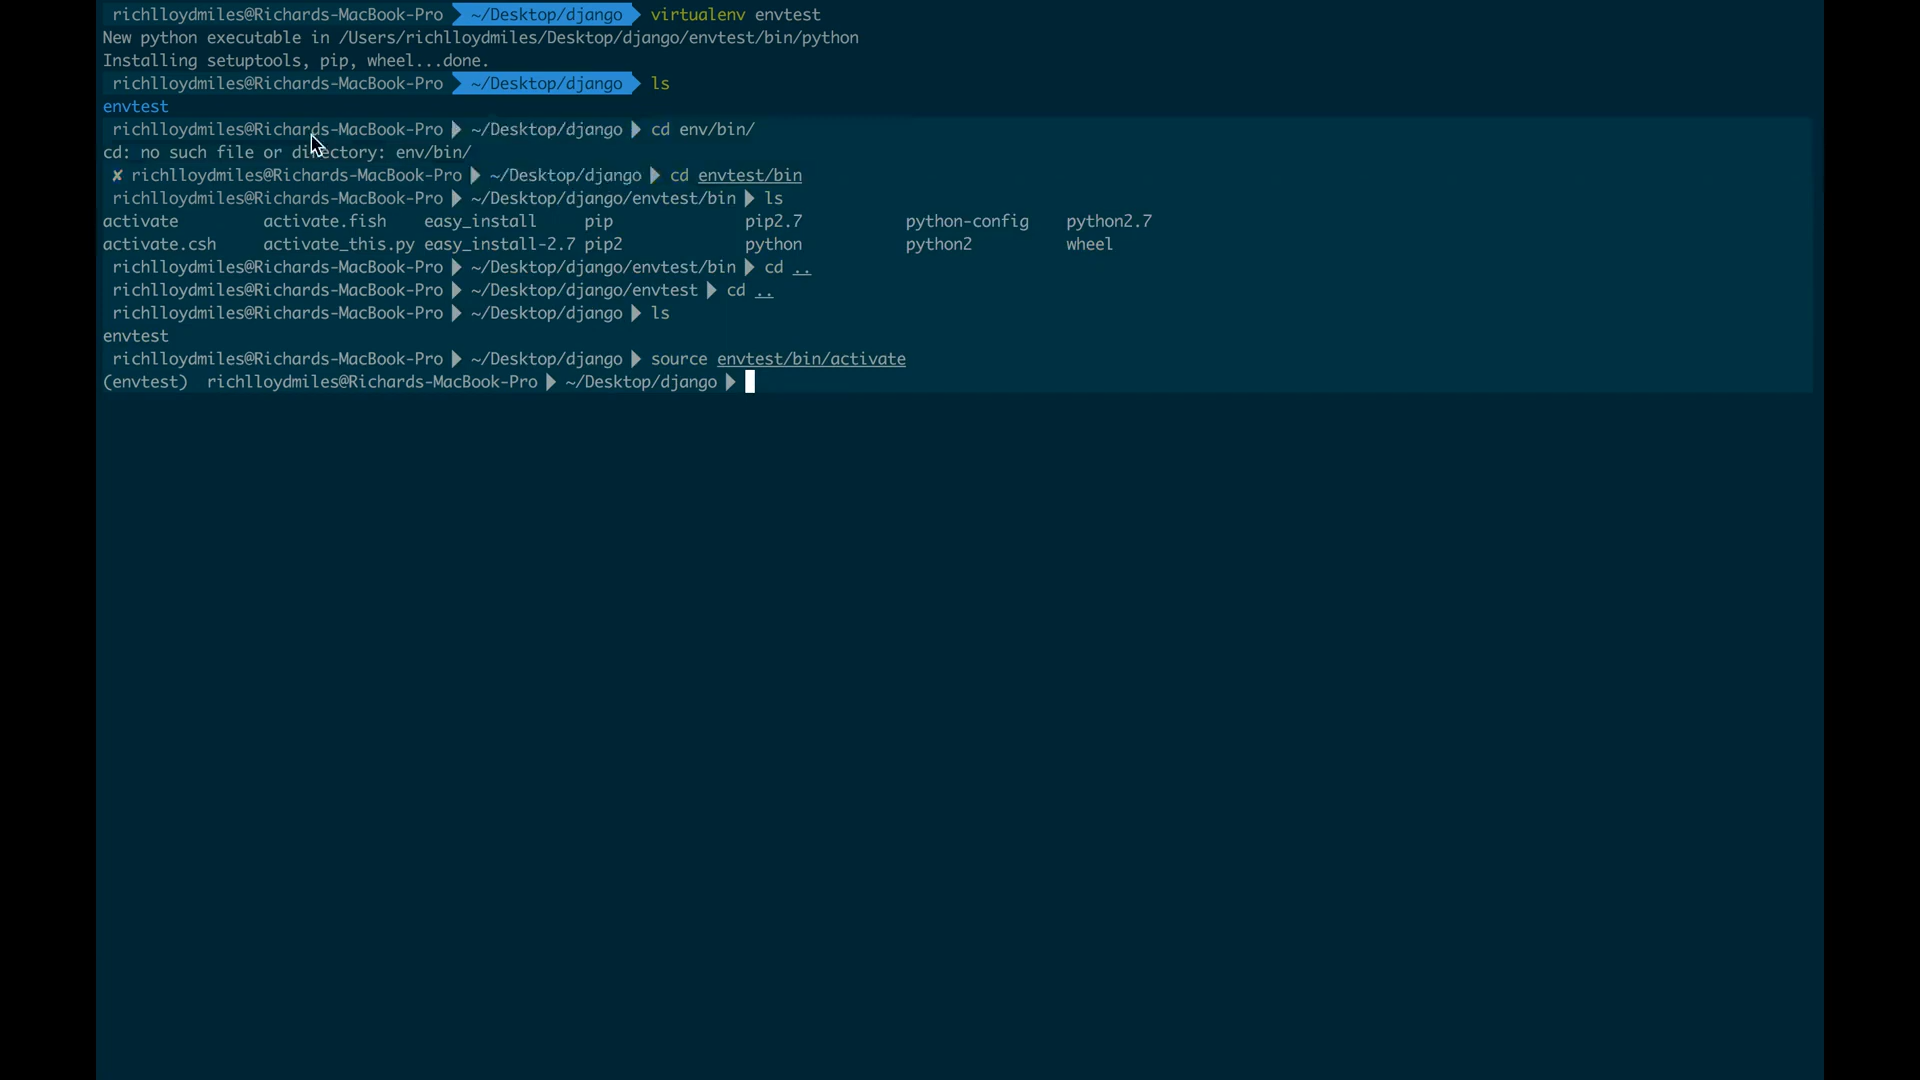 richlloydmiles@Richards-MacBook-Pro ~/Desktop/django virtualenv envtest
New python executable in /Users/richlloydmiles/Desktop/django/envtest/bin/python
Installing setuptools, pip, wheel...done.
richlloydmiles@Richards-MacBook-Pro ~/Desktop/django ls
envtest
richlloydmiles@Richards-MacBook-Pro ~/Desktop/django cd env/bin/
cd: no such file or directory: env/bin/
✘ richlloydmiles@Richards-MacBook-Pro ~/Desktop/django cd envtest/bin
richlloydmiles@Richards-MacBook-Pro ~/Desktop/django/envtest/bin ls
activate activate.fish easy_install pip pip2.7 python-config python2.7
activate.csh activate_this.py easy_install-2.7 pip2 python python2 wheel
richlloydmiles@Richards-MacBook-Pro ~/Desktop/django/envtest/bin cd ..
richlloydmiles@Richards-MacBook-Pro ~/Desktop/django/envtest cd ..
richlloydmiles@Richards-MacBook-Pro ~/Desktop/django ls
envtest
richlloydmiles@Richards-MacBook-Pro ~/Desktop/django source envtest/bin/activate
(envtest) richlloydmiles@Richards-MacBook-Pro ~/Desktop/django